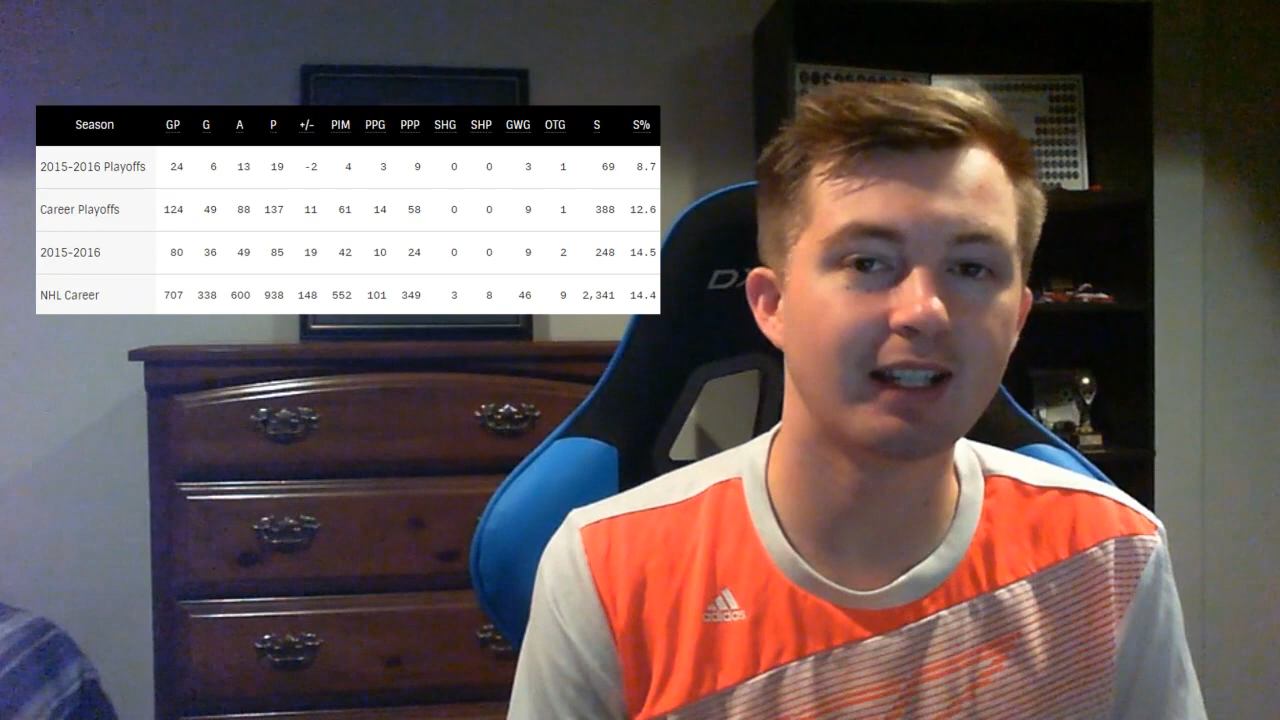 Season GP G A P +/- PIM PPG PPP SHG SHP GWG OTG S S%
2015-2016 Playoffs 24 6 13 19 -2 4 3 9 0 0 3 1 69 8.7
Career Playoffs 124 49 88 137 11 61 14 58 0 0 9 1 388 12.6
2015-2016 80 36 49 85 19 42 10 24 0 0 9 2 248 14.5
NHL Career 707 338 600 938 148 552 101 349 3 8 46 9 2,341 14.4
adidas